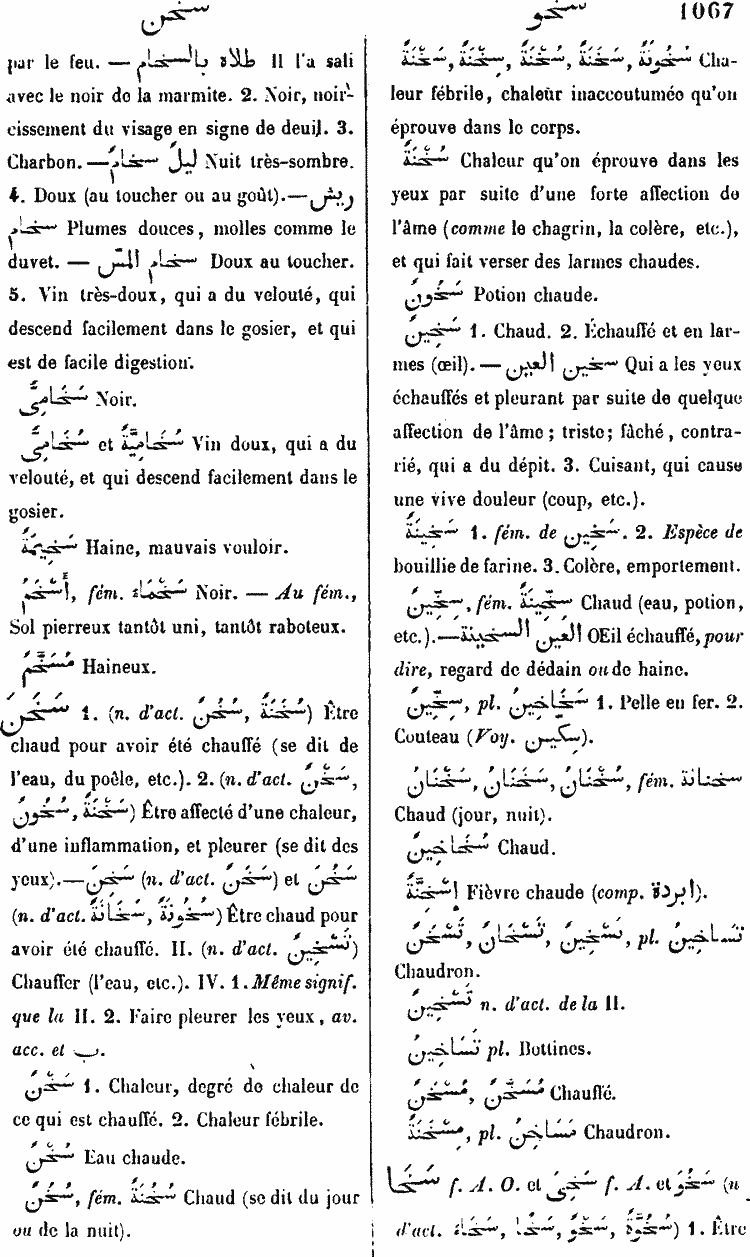 سخن
سخو
1067
par le feu. — طلاه بالسخام Il l'a sali
avec le noir de la marmite. 2. Noir, noir-
cissement du visage en signe de deuil. 3.
Charbon. — لَيلٌ سخامٌ Nuit très-sombre.
4. Doux (au toucher ou au goût). — ريش
سخام Plumes douces, molles comme le
duvet. — سخام المَسّ Doux au toucher.
5. Vin très-doux, qui a du velouté, qui
descend facilement dans le gosier, et qui
est de facile digestion.
سُخَامِىٌّ Noir.
سُخَامِىٌّ et سُخَامِيَّةٌ Vin doux, qui a du
velouté, et qui descend facilement dans le
gosier.
سَخِيمَةٌ Haine, mauvais vouloir.
أَسْخَمُ, fém. سَخْمَاءُ Noir. — Au fém.,
Sol pierreux tantôt uni, tantôt raboteux.
مُسَخَّمٌ Haineux.
سَخُنَ 1. (n. d'act. سُخْنٌ, سُخْنَةٌ) Être
chaud pour avoir été chauffé (se dit de
l'eau, du poêle, etc.). 2. (n. d'act. سَخَنٌ,
سُخُونٌ, سُخْنَةٌ) Être affecté d'une chaleur,
d'une inflammation, et pleurer (se dit des
yeux). — سَخِنَ (n. d'act. سَخَنٌ) et سَخُنَ
(n. d'act. سَخَانَةٌ, سُخُونَةٌ) Être chaud pour
avoir été chauffé. II. (n. d'act. تَسْخِينٌ)
Chauffer (l'eau, etc.). IV. 1. Même signif.
que la II. 2. Faire pleurer les yeux, av.
acc. et ب.
سُخْنٌ 1. Chaleur, degré de chaleur de
ce qui est chauffé. 2. Chaleur fébrile.
سُخْنٌ Eau chaude.
سُخْنٌ, fém. سُخْنَةٌ Chaud (se dit du jour
ou de la nuit).
سُخُونَةٌ, سَخْنَةٌ, سُخْنَةٌ, سِخْنَةٌ, سَخَنَةٌ Cha-
leur fébrile, chaleur inaccoutumée qu'on
éprouve dans le corps.
سُخْنَةٌ Chaleur qu'on éprouve dans les
yeux par suite d'une forte affection de
l'âme (comme le chagrin, la colère, etc.),
et qui fait verser des larmes chaudes.
سَخُونٌ Potion chaude.
سَخِينٌ 1. Chaud. 2. Échauffé et en lar-
mes (œil). — سخين العين Qui a les yeux
échauffés et pleurant par suite de quelque
affection de l'âme; triste; fâché, contra-
rié, qui a du dépit. 3. Cuisant, qui cause
une vive douleur (coup, etc.).
سَخِينَةٌ 1. fém. de سَخِين. 2. Espèce de
bouillie de farine. 3. Colère, emportement.
سِخِّينٌ, fém. سِخِّينَةٌ Chaud (eau, potion,
etc.). — العَين السخينة Œil échauffé, pour
dire, regard de dédain ou de haine.
سِخِّينٌ, pl. سَخَاخِينُ 1. Pelle en fer. 2.
Couteau (Voy. سكين).
سُخْنَانٌ, سَخْنَانٌ, سَخَنَانٌ, fém. سخنانة
Chaud (jour, nuit).
سُخَاخِينٌ Chaud.
إِسْخَنَّةٌ Fièvre chaude (comp. ابردة).
تَسْخَنٌ, تَسْخَانٌ, تَسْخِينٌ, pl. تَسَاخِينُ
Chaudron.
تَسْخِينٌ n. d'act. de la II.
تَسَاخِينُ pl. Bottines.
مُسَخَّنٌ, مُسْخَنٌ Chauffé.
مِسْخَنَةٌ, pl. مَسَاخِنُ Chaudron.
سَخَا f. A. O. et سَخِىَ f. A. et سَخُوَ (n.
d'act. سَخَاءٌ, سَخًا, سُخُوٌّ, سُخُوَّةٌ) 1. Être